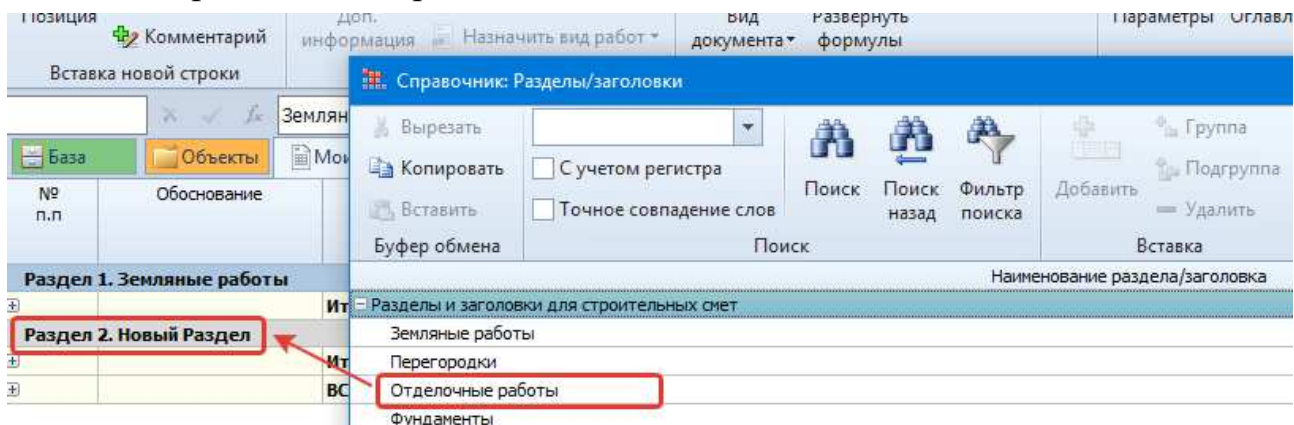 Позиция
Комментарий
Вставка новой строки
Доп. информация
Назначить вид работ
Вид документа
Развернуть формулы
Параметры
Справочник: Разделы/заголовки
Землян
База
Объекты
Мои
№ п.п
Обоснование
Вырезать
Копировать
Вставить
Буфер обмена
С учетом регистра
Точное совпадение слов
Поиск
Поиск назад
Фильтр поиска
Поиск
Добавить
Группа
Подгруппа
Удалить
Вставка
Наименование раздела/заголовка
Раздел 1. Земляные работы
Ит
Раздел 2. Новый Раздел
Ит
ВС
Разделы и заголовки для строительных смет
Земляные работы
Перегородки
Отделочные работы
Фундаменты